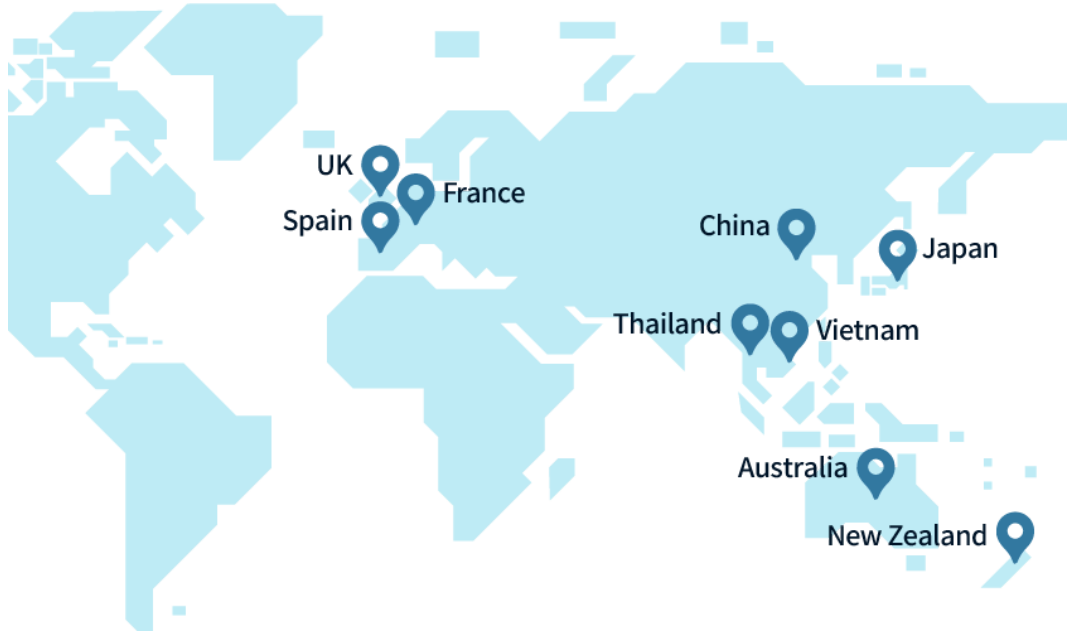 UK
France
Spain
China
Japan
Thailand
Vietnam
Australia
New Zealand